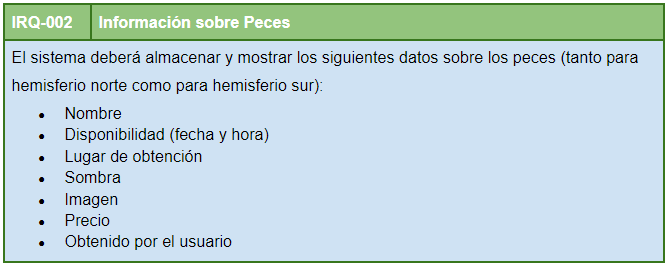 IRQ-002 Información sobre Peces
El sistema deberá almacenar y mostrar los siguientes datos sobre los peces (tanto para
hemisferio norte como para hemisferio sur):
● Nombre
● Disponibilidad (fecha y hora)
● Lugar de obtención
● Sombra
● Imagen
● Precio
● Obtenido por el usuario